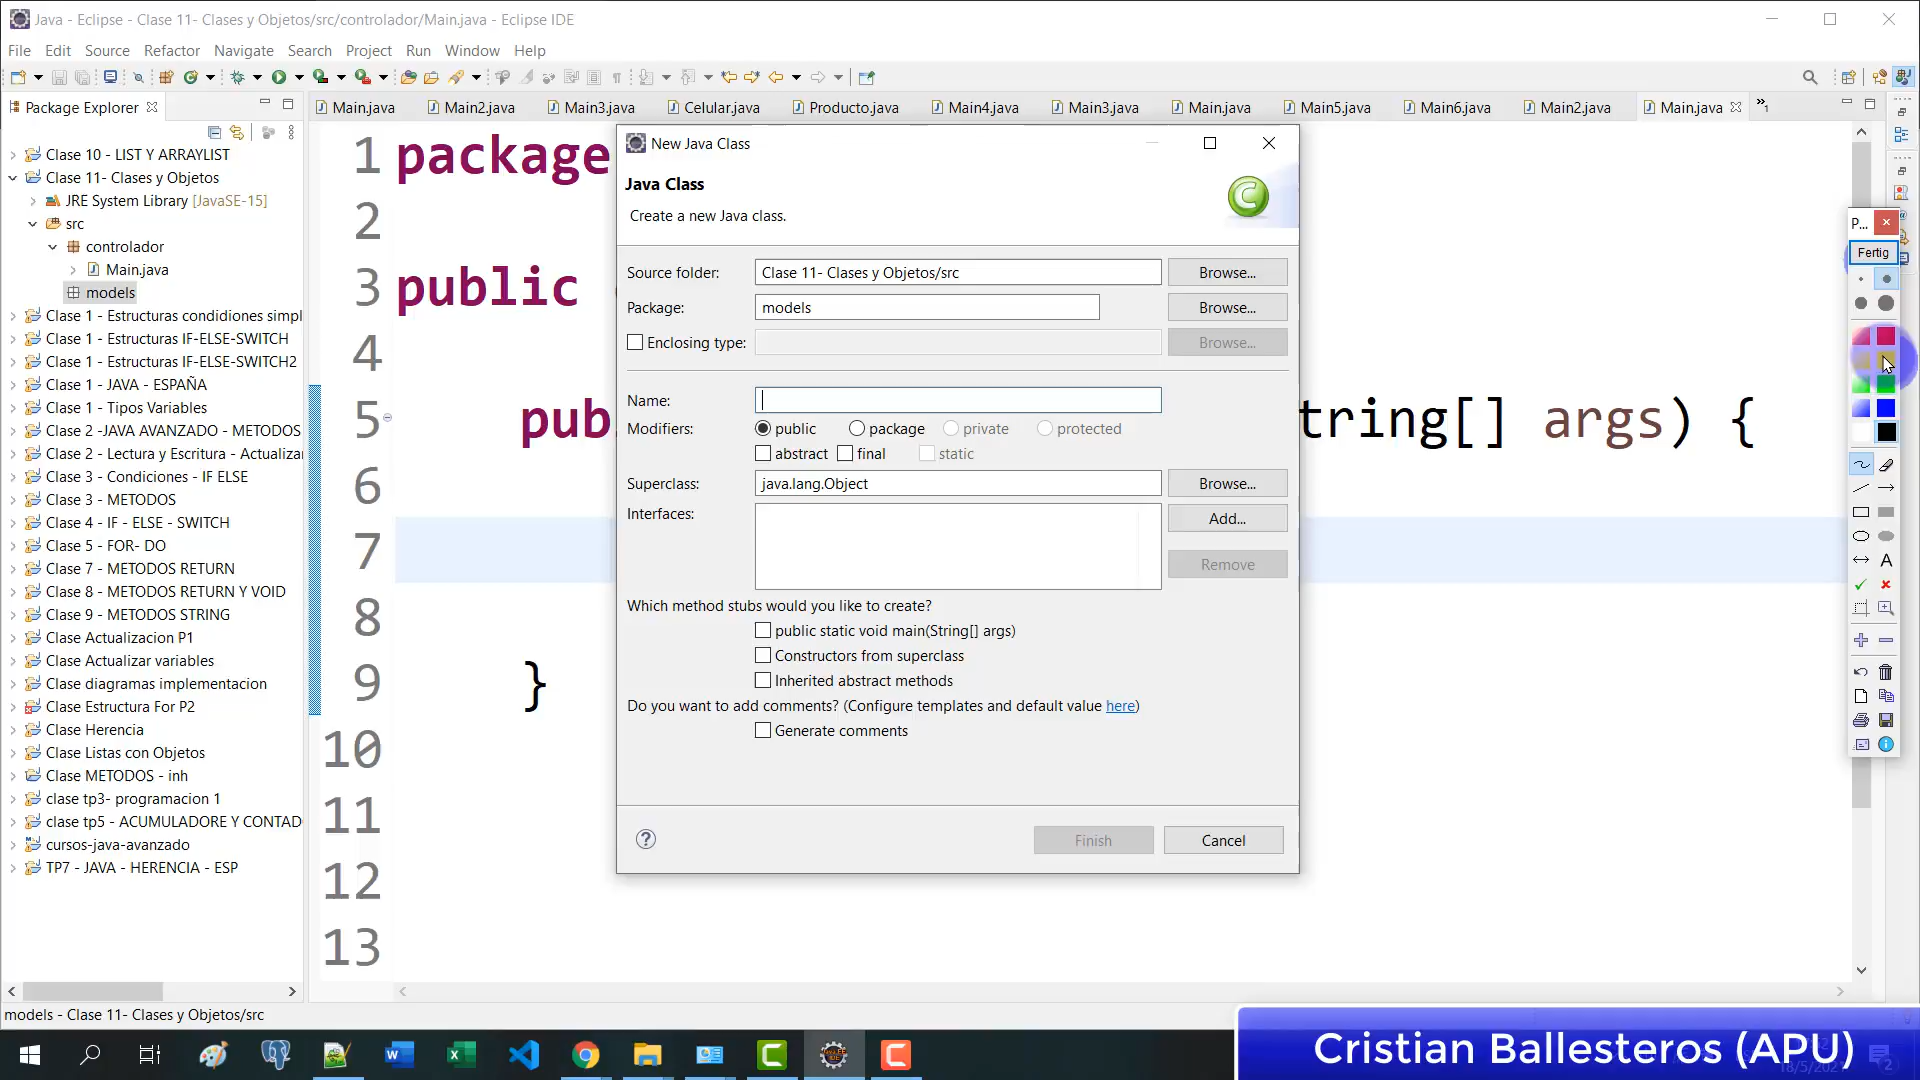 Java - Eclipse - Clase 11- Clases y Objetos/src/controlador/Main.java - Eclipse IDE
File Edit Source Refactor Navigate Search Project Run Window Help
Package Explorer
Main.java Main2.java Main3.java Celular.java Producto.java Main4.java Main3.java Main.java Main5.java Main6.java Main2.java Main.java »1
Clase 10 - LIST Y ARRAYLIST
Clase 11- Clases y Objetos
JRE System Library [JavaSE-15]
src
controlador
Main.java
models
Clase 1 - Estructuras condidiones simpl
Clase 1 - Estructuras IF-ELSE-SWITCH
Clase 1 - Estructuras IF-ELSE-SWITCH2
Clase 1 - JAVA - ESPAÑA
Clase 1 - Tipos Variables
Clase 2 -JAVA AVANZADO - METODOS
Clase 2 - Lectura y Escritura - Actualizar
Clase 3 - Condiciones - IF ELSE
Clase 3 - METODOS
Clase 4 - IF - ELSE - SWITCH
Clase 5 - FOR- DO
Clase 7 - METODOS RETURN
Clase 8 - METODOS RETURN Y VOID
Clase 9 - METODOS STRING
Clase Actualizacion P1
Clase Actualizar variables
Clase diagramas implementacion
Clase Estructura For P2
Clase Herencia
Clase Listas con Objetos
Clase METODOS - inh
clase tp3- programacion 1
clase tp5 - ACUMULADORE Y CONTAD
cursos-java-avanzado
TP7 - JAVA - HERENCIA - ESP
1 package
2
3 public
4
5 pub tring[] args) {
6
7
8
9 }
10
11
12
13
New Java Class
Java Class
Create a new Java class.
Source folder: Clase 11- Clases y Objetos/src Browse...
Package: models Browse...
Enclosing type: Browse...
Name:
Modifiers: public package private protected
abstract final static
Superclass: java.lang.Object Browse...
Interfaces: Add...
Remove
Which method stubs would you like to create?
public static void main(String[] args)
Constructors from superclass
Inherited abstract methods
Do you want to add comments? (Configure templates and default value here)
Generate comments
Finish Cancel
P...
Fertig
A
models - Clase 11- Clases y Objetos/src
Cristian Ballesteros (APU)